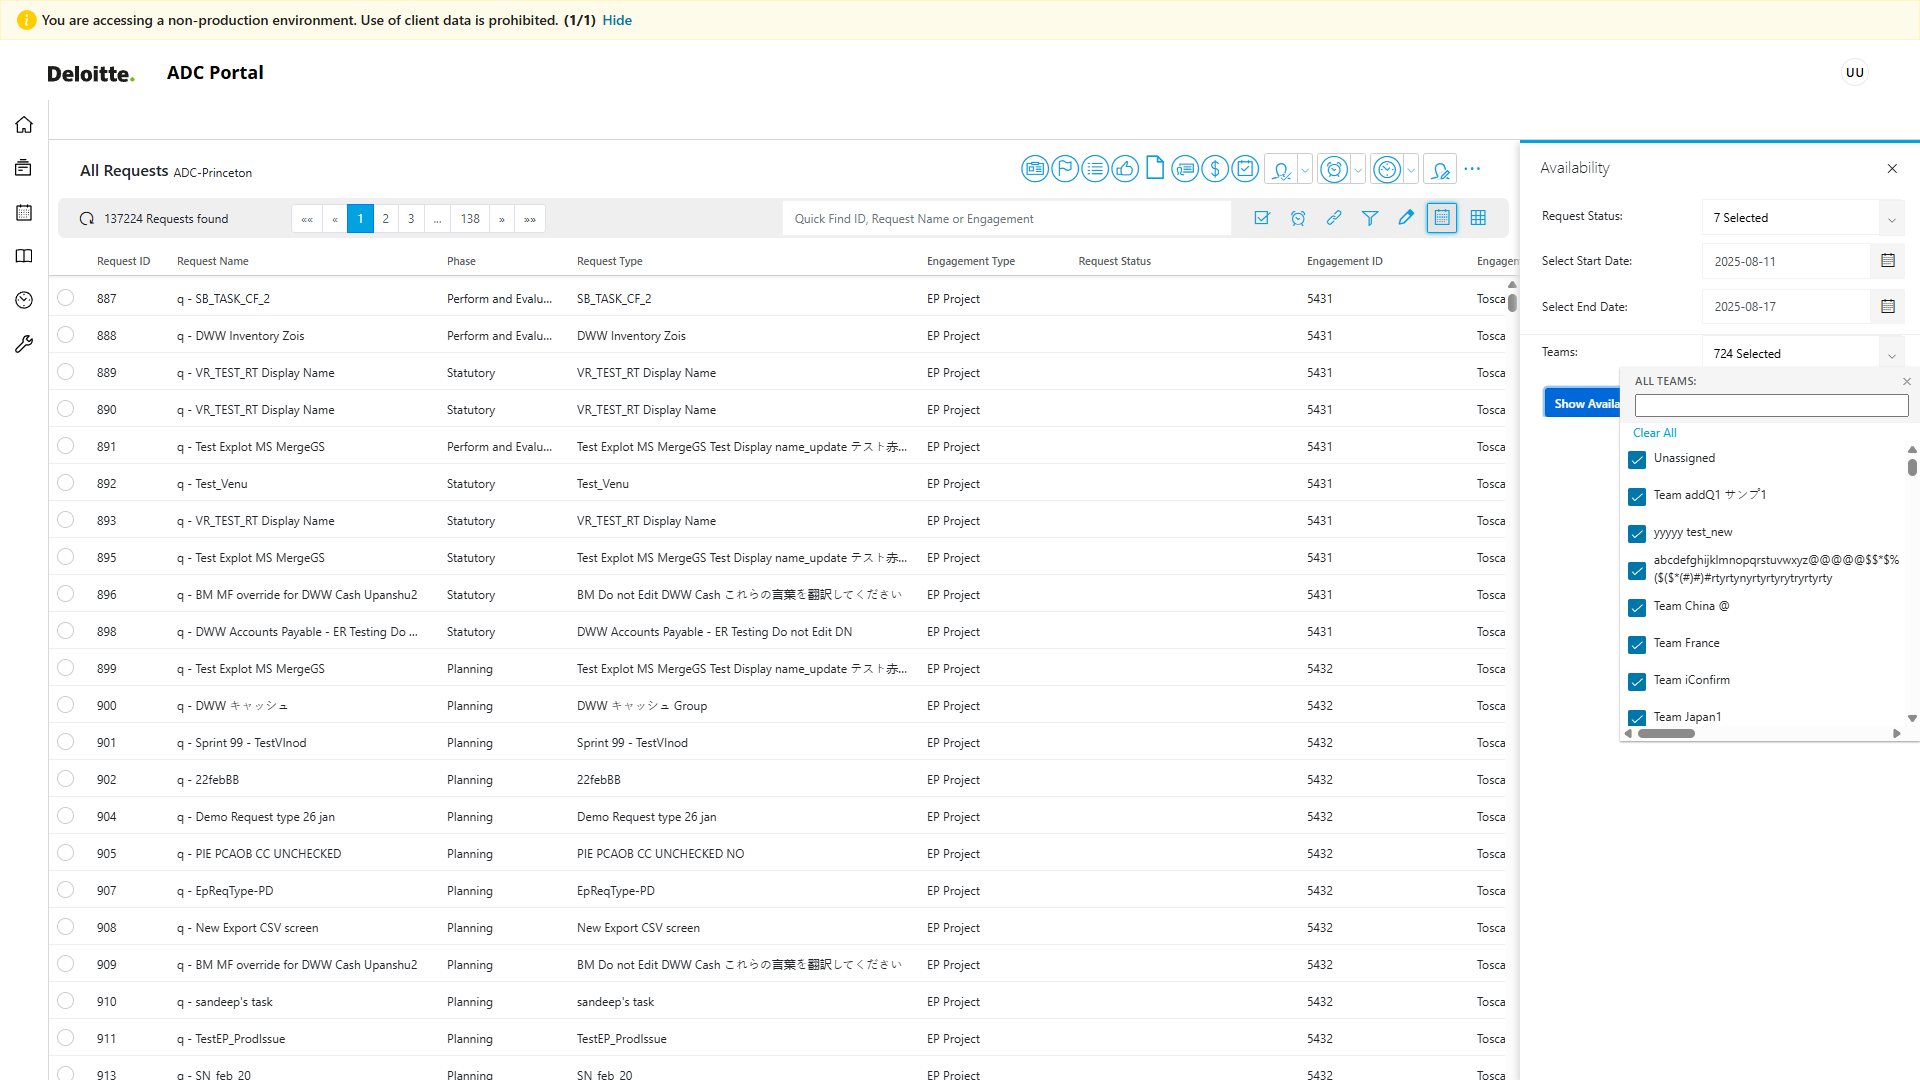 You are accessing a non-production environment. Use of client data is prohibited. (1/1) Hide
Deloitte. ADC Portal
UU
All Requests ADC-Princeton
137224 Requests found
«« « 1 2 3 ... 138 » »»
Quick Find ID, Request Name or Engagement
Request ID Request Name Phase Request Type Engagement Type Request Status Engagement ID Engagen
887 q - SB_TASK_CF_2 Perform and Evalu... SB_TASK_CF_2 EP Project 5431 Tosca
888 q - DWW Inventory Zois Perform and Evalu... DWW Inventory Zois EP Project 5431 Tosca
889 q - VR_TEST_RT Display Name Statutory VR_TEST_RT Display Name EP Project 5431 Tosca
890 q - VR_TEST_RT Display Name Statutory VR_TEST_RT Display Name EP Project 5431 Tosca
891 q - Test Explot MS MergeGS Perform and Evalu... Test Explot MS MergeGS Test Display name_update テスト赤... EP Project 5431 Tosca
892 q - Test_Venu Statutory Test_Venu EP Project 5431 Tosca
893 q - VR_TEST_RT Display Name Statutory VR_TEST_RT Display Name EP Project 5431 Tosca
895 q - Test Explot MS MergeGS Statutory Test Explot MS MergeGS Test Display name_update テスト赤... EP Project 5431 Tosca
896 q - BM MF override for DWW Cash Upanshu2 Statutory BM Do not Edit DWW Cash これらの言葉を翻訳してください EP Project 5431 Tosca
898 q - DWW Accounts Payable - ER Testing Do ... Statutory DWW Accounts Payable - ER Testing Do not Edit DN EP Project 5431 Tosca
899 q - Test Explot MS MergeGS Planning Test Explot MS MergeGS Test Display name_update テスト赤... EP Project 5432 Tosca
900 q - DWW キャッシュ Planning DWW キャッシュ Group EP Project 5432 Tosca
901 q - Sprint 99 - TestVInod Planning Sprint 99 - TestVInod EP Project 5432 Tosca
902 q - 22febBB Planning 22febBB EP Project 5432 Tosca
904 q - Demo Request type 26 jan Planning Demo Request type 26 jan EP Project 5432 Tosca
905 q - PIE PCAOB CC UNCHECKED Planning PIE PCAOB CC UNCHECKED NO EP Project 5432 Tosca
907 q - EpReqType-PD Planning EpReqType-PD EP Project 5432 Tosca
908 q - New Export CSV screen Planning New Export CSV screen EP Project 5432 Tosca
909 q - BM MF override for DWW Cash Upanshu2 Planning BM Do not Edit DWW Cash これらの言葉を翻訳してください EP Project 5432 Tosca
910 q - sandeep's task Planning sandeep's task EP Project 5432 Tosca
911 q - TestEP_ProdIssue Planning TestEP_ProdIssue EP Project 5432 Tosca
913 q - SN_feb_20 Planning SN_feb_20 EP Project 5432 Tosca
Availability
Request Status: 7 Selected
Select Start Date: 2025-08-11
Select End Date: 2025-08-17
Teams: 724 Selected
Show Availa
ALL TEAMS:
Clear All
Unassigned
Team addQ1 サンプ1
yyyyy test_new
abcdefghijklmnopqrstuvwxyz@@@@@$$*$%
($($*(#)#)#rtyrtynyrtyrtyrytryrtyrty
Team China @
Team France
Team iConfirm
Team Japan1